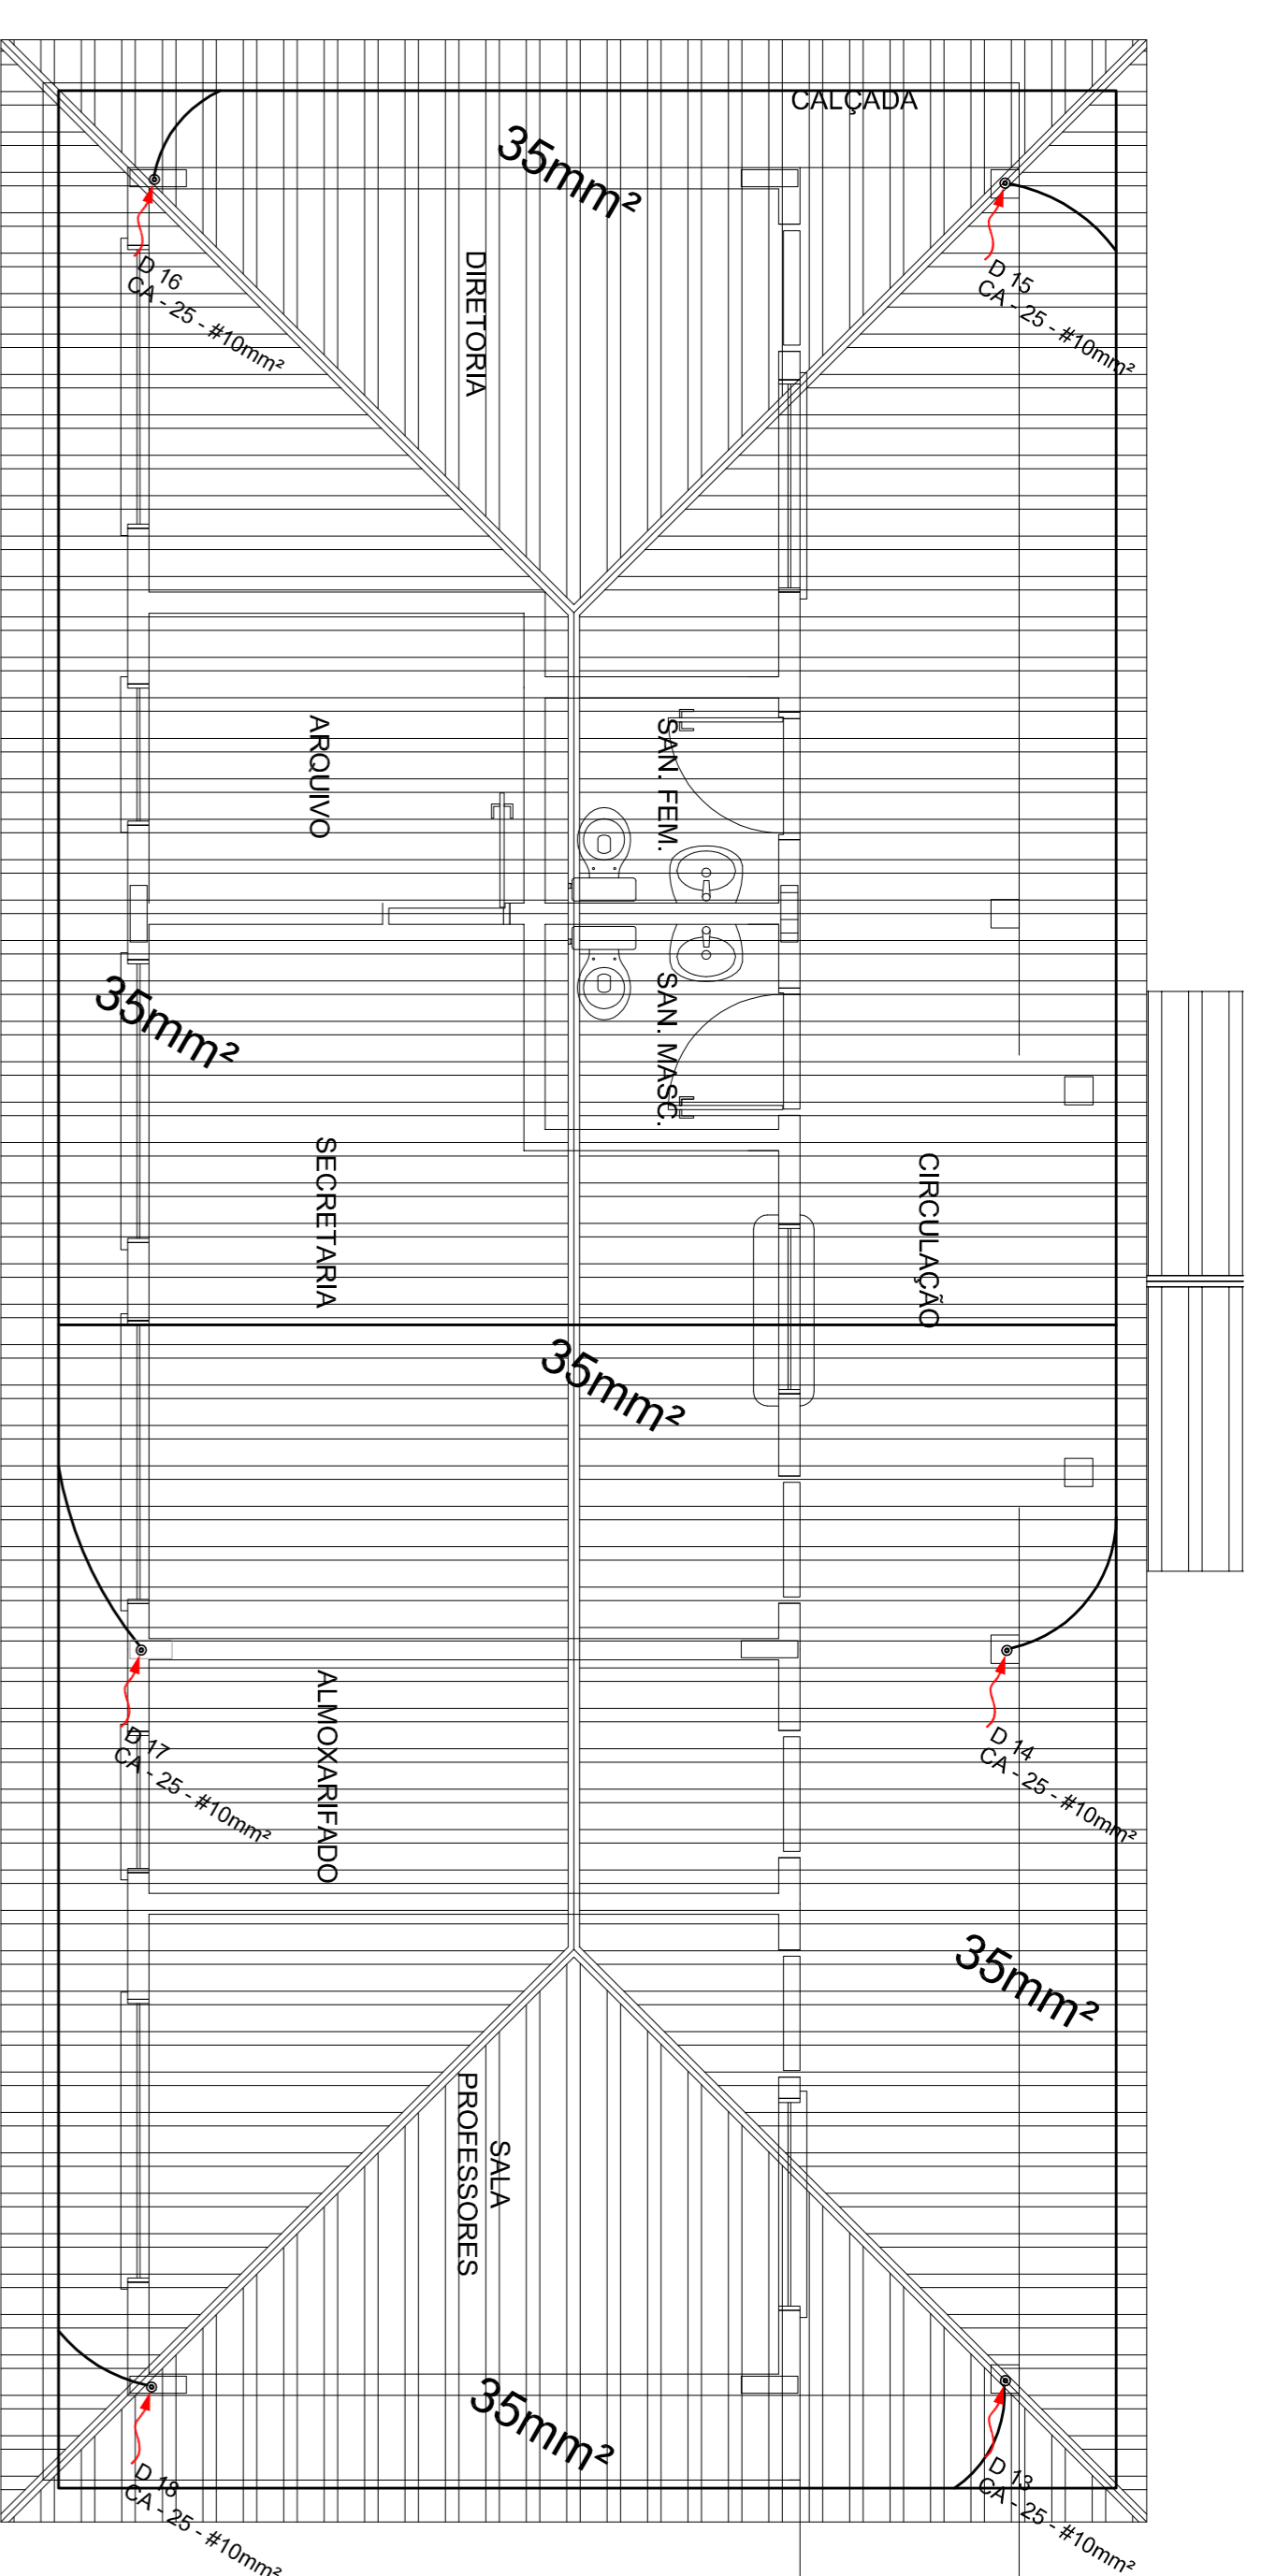 CALÇADA
35mm²
D 16
CA - 25 - #10mm²
D 15
CA - 25 - #10mm²
DIRETORIA
ARQUIVO
SAN. FEM.
35mm²
SAN. MASC.
SECRETARIA
CIRCULAÇÃO
35mm²
ALMOXARIFADO
D 17
CA - 25 - #10mm²
D 14
CA - 25 - #10mm²
35mm²
SALA
PROFESSORES
35mm²
D 18
CA - 25 - #10mm²
D 13
CA - 25 - #10mm²